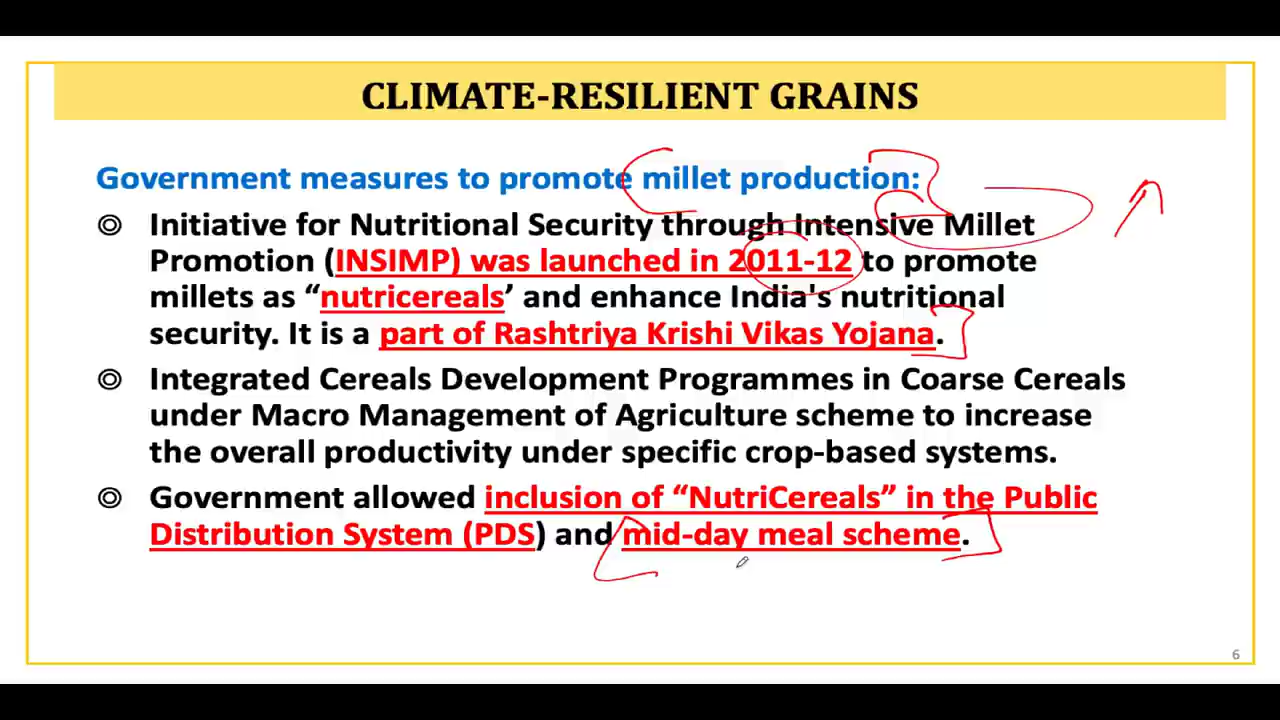 CLIMATE-RESILIENT GRAINS
Government measures to promote millet production:
◎ Initiative for Nutritional Security through Intensive Millet
Promotion (INSIMP) was launched in 2011-12 to promote
millets as “nutricereals’ and enhance India's nutritional
security. It is a part of Rashtriya Krishi Vikas Yojana.
◎ Integrated Cereals Development Programmes in Coarse Cereals
under Macro Management of Agriculture scheme to increase
the overall productivity under specific crop-based systems.
◎ Government allowed inclusion of “NutriCereals” in the Public
Distribution System (PDS) and mid-day meal scheme.
6